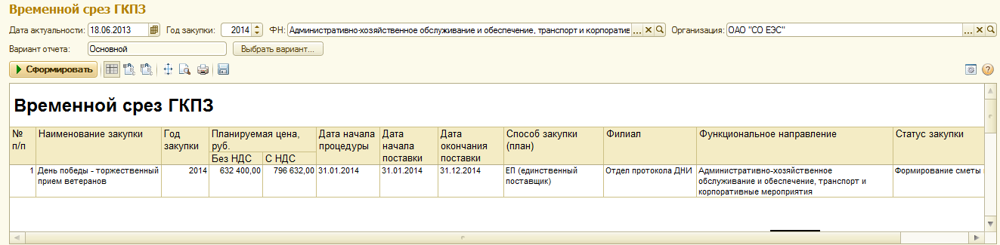 Временной срез ГКПЗ
Дата актуальности: 18.06.2013 Год закупки: 2014 ФН: Административно-хозяйственное обслуживание и обеспечение, транспорт и корпоратив ... Организация: ОАО "СО ЕЭС" ...
Вариант отчета: Основной Выбрать вариант...
Сформировать
Временной срез ГКПЗ
№ п/п Наименование закупки Год закупки Планируемая цена, руб. Без НДС С НДС Дата начала процедуры Дата начала поставки Дата окончания поставки Способ закупки (план) Филиал Функциональное направление Статус закупки
1 День победы - торжественный прием ветеранов 2014 632 400,00 796 632,00 31.01.2014 31.01.2014 31.12.2014 ЕП (единственный поставщик) Отдел протокола ДНИ Административно-хозяйственное обслуживание и обеспечение, транспорт и корпоративные мероприятия Формирование сметы